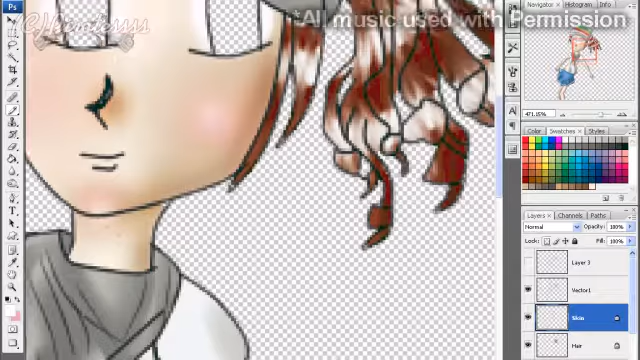 Ps
*All music used with Permission
Navigator Histogram Info
471.15%
Color Swatches Styles
Layers Channels Paths
Normal Opacity: 100%
Lock: Fill: 100%
Layer 3
Vector1
Skin
Hair